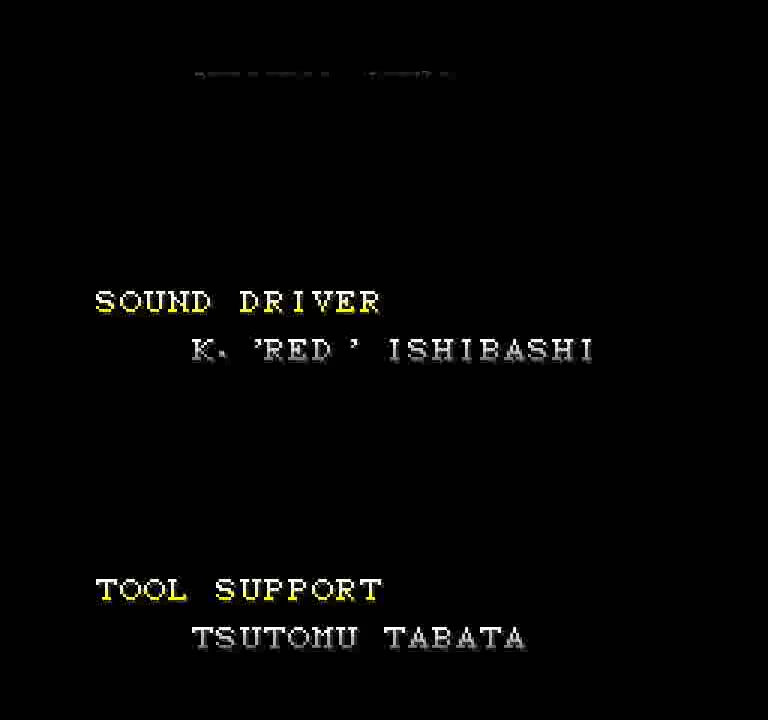 SOUND DRIVER
K. 'RED ' ISHIBASHI
TOOL SUPPORT
TSUTOMU TABATA